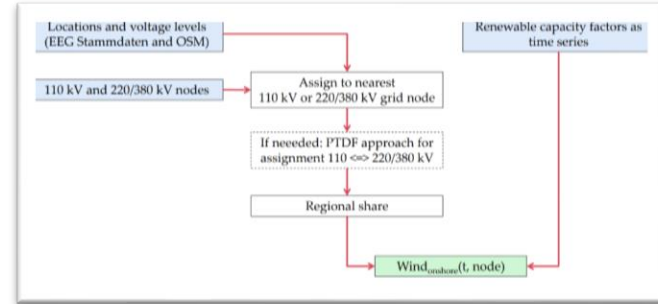 Locations and voltage levels
(EEG Stammdaten and OSM)
Renewable capacity factors as
time series
110 kV and 220/380 kV nodes
Assign to nearest
110 kV or 220/380 kV grid node
If neeeded: PTDF approach for
assignment 110 <=> 220/380 kV
Regional share
Wind onshore(t, node)